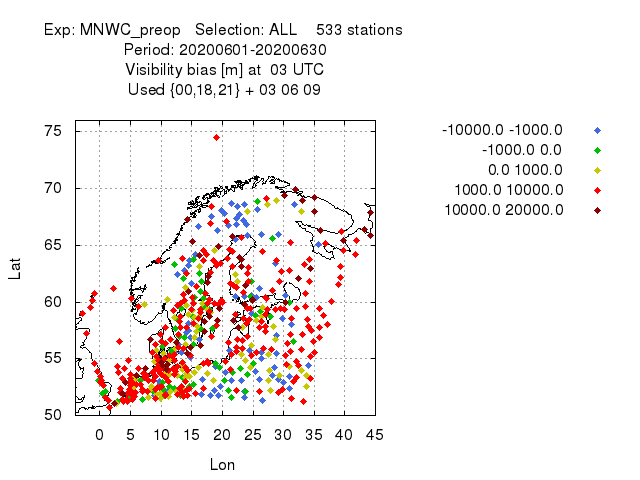 Exp: MNWC_preop   Selection: ALL    533 stations
Period: 20200601-20200630
Visibility bias [m] at  03 UTC
Used {00,18,21} + 03 06 09
-10000.0 -1000.0
-1000.0 0.0
0.0 1000.0
1000.0 10000.0
10000.0 20000.0
75
70
65
60
55
50
Lat
0 5 10 15 20 25 30 35 40 45
Lon